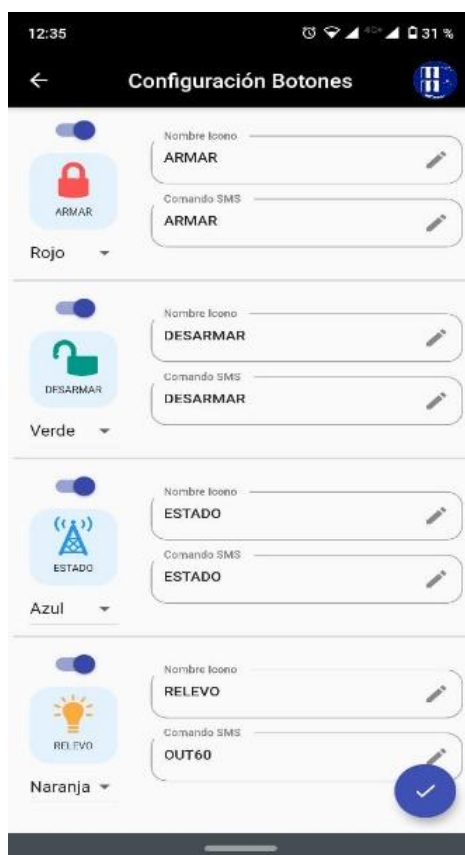 12:35
31 %
Configuración Botones
Nombre Icono
ARMAR
ARMAR
Comando SMS
ARMAR
Rojo
Nombre Icono
DESARMAR
DESARMAR
Comando SMS
DESARMAR
Verde
Nombre Icono
ESTADO
ESTADO
Comando SMS
ESTADO
Azul
Nombre Icono
RELEVO
RELEVO
Comando SMS
OUT60
Naranja